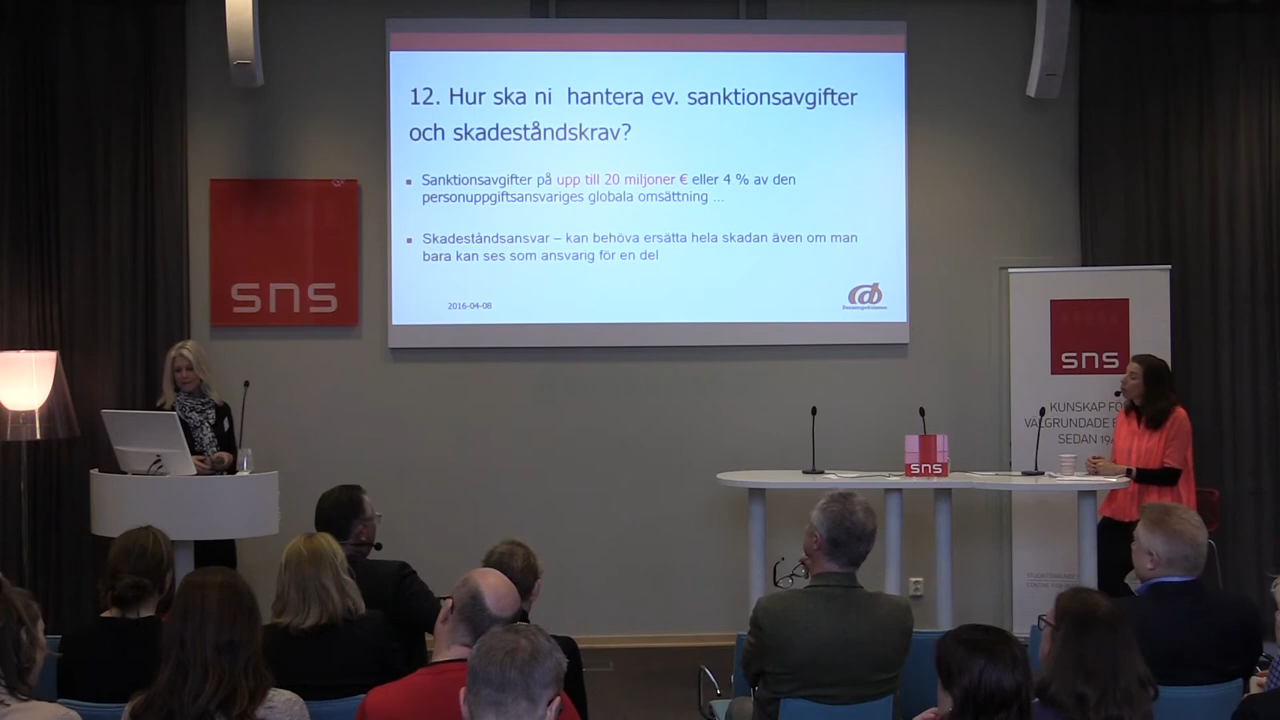 12. Hur ska ni hantera ev. sanktionsavgifter
och skadeståndskrav?
Sanktionsavgifter på upp till 20 miljoner € eller 4 % av den
personuppgiftsansvariges globala omsättning ...
Skadeståndsansvar – kan behöva ersätta hela skadan även om man
bara kan ses som ansvarig för en del
2016-04-08
sns
sns
KUNSKAP FÖ
VÄLGRUNDADE
SEDAN 19
sns